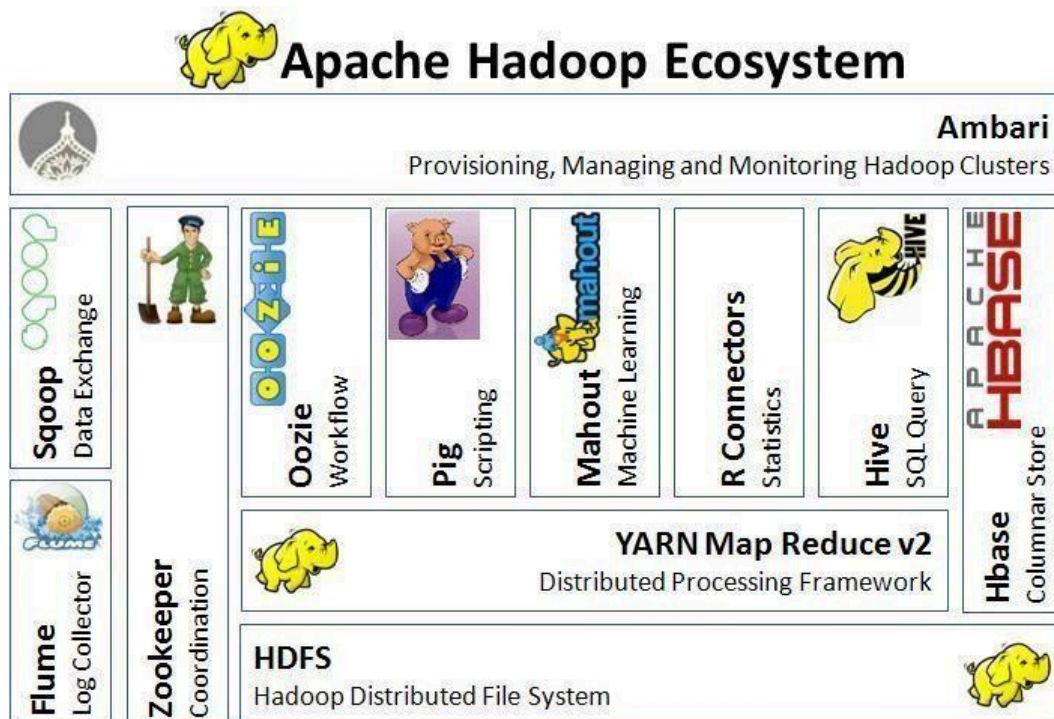 Apache Hadoop Ecosystem
Ambari
Provisioning, Managing and Monitoring Hadoop Clusters
sqoop
Sqoop
Data Exchange
FLUME
Flume
Log Collector
Zookeeper
Coordination
OOZIE
Oozie
Workflow
Pig
Scripting
mahout
Mahout
Machine Learning
R Connectors
Statistics
HIVE
Hive
SQL Query
APACHE
HBASE
Hbase
Columnar Store
YARN Map Reduce v2
Distributed Processing Framework
HDFS
Hadoop Distributed File System